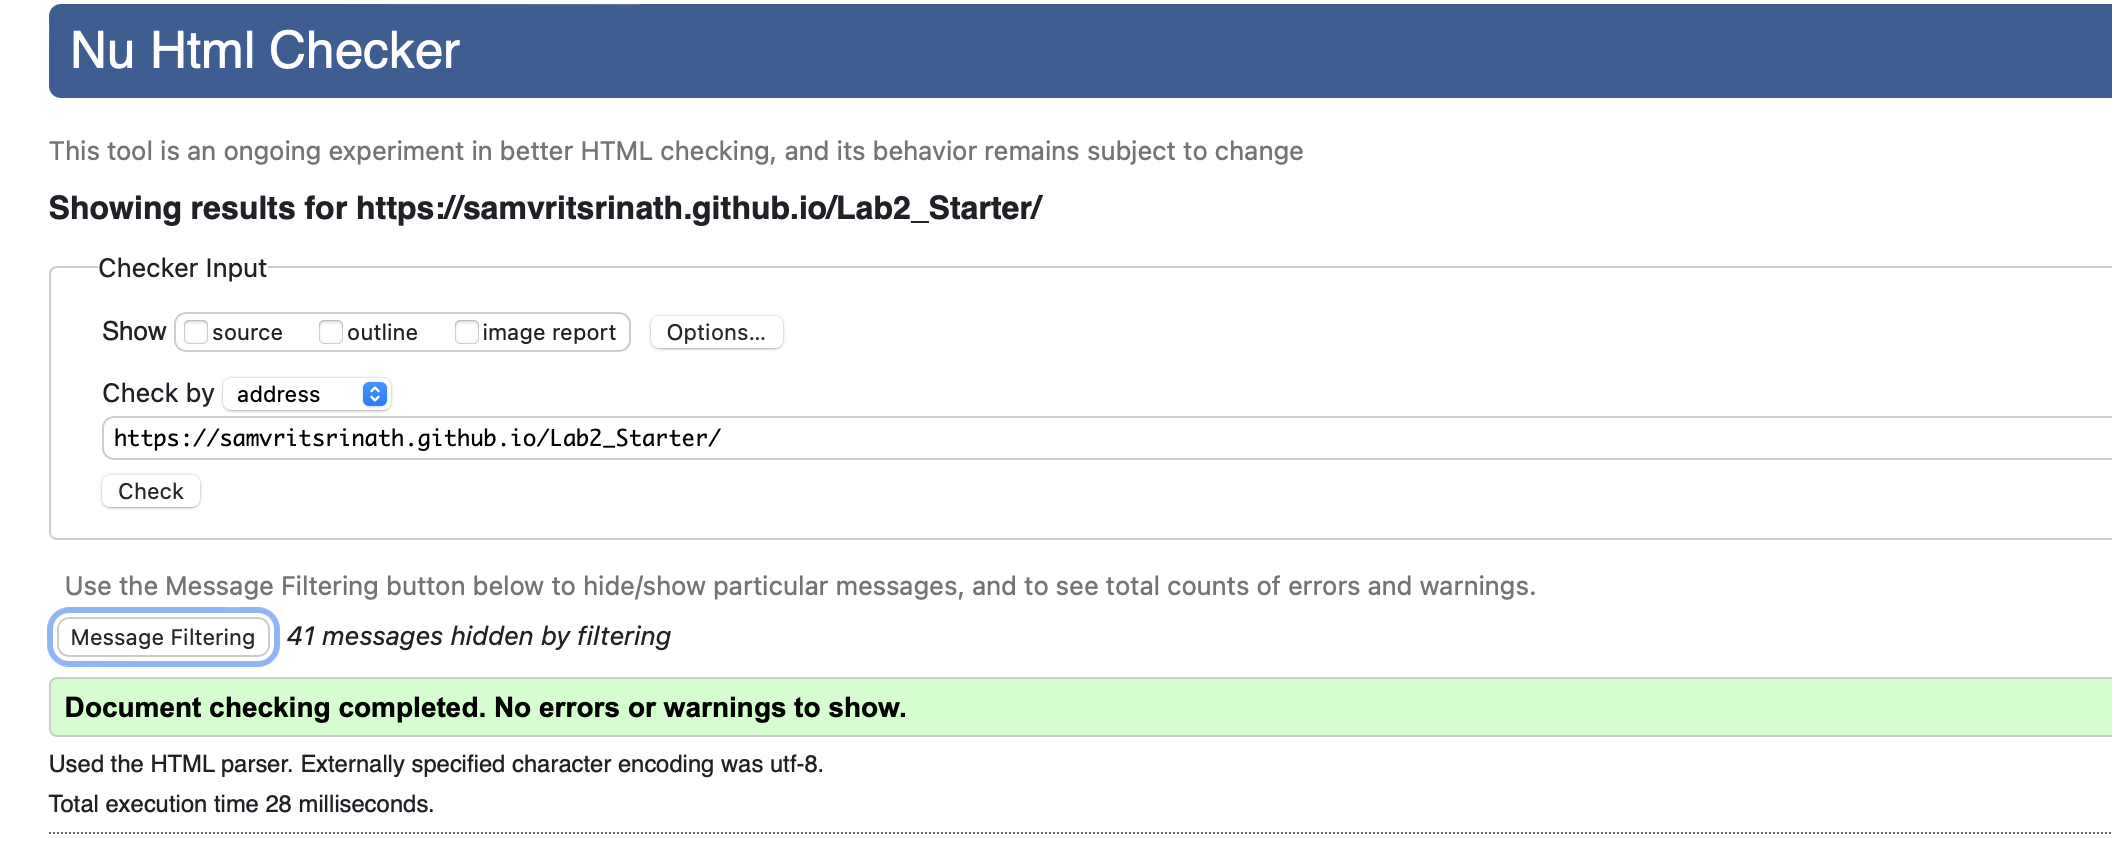 Nu Html Checker
This tool is an ongoing experiment in better HTML checking, and its behavior remains subject to change
Showing results for https://samvritsrinath.github.io/Lab2_Starter/
Checker Input
Show source outline image report Options...
Check by address
https://samvritsrinath.github.io/Lab2_Starter/
Check
Use the Message Filtering button below to hide/show particular messages, and to see total counts of errors and warnings.
Message Filtering 41 messages hidden by filtering
Document checking completed. No errors or warnings to show.
Used the HTML parser. Externally specified character encoding was utf-8.
Total execution time 28 milliseconds.